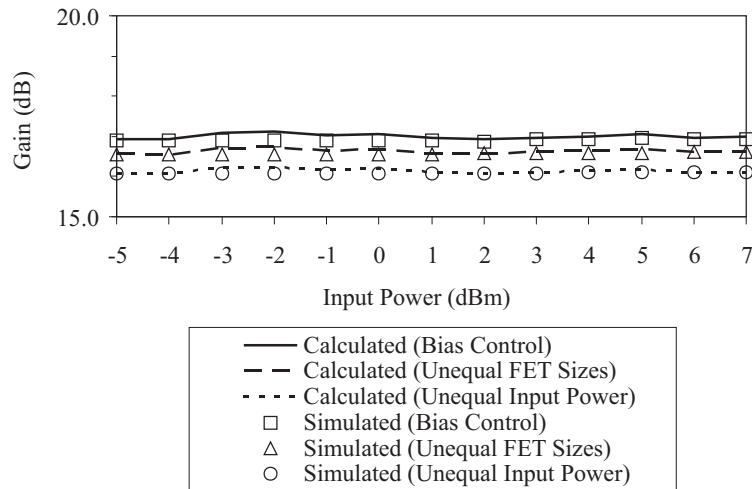 20.0
Gain (dB)
15.0
-5 -4 -3 -2 -1 0 1 2 3 4 5 6 7
Input Power (dBm)
Calculated (Bias Control)
Calculated (Unequal FET Sizes)
Calculated (Unequal Input Power)
Simulated (Bias Control)
Simulated (Unequal FET Sizes)
Simulated (Unequal Input Power)